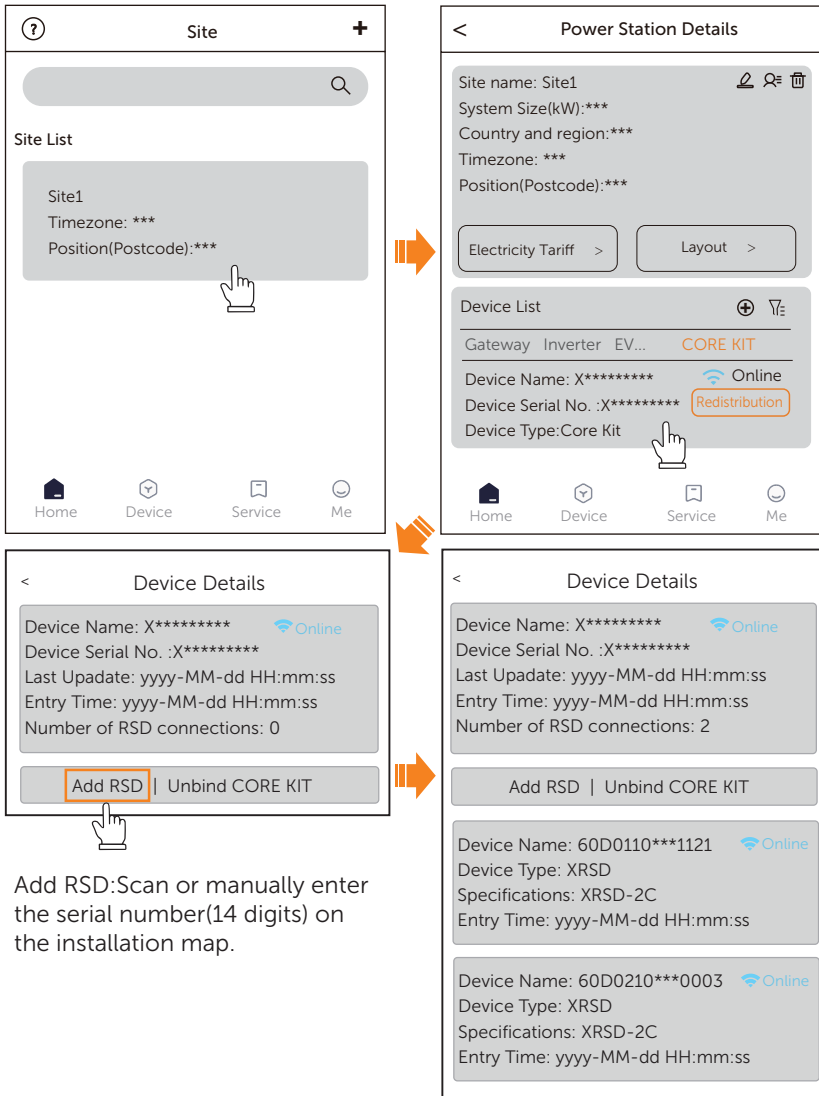 ?
Site
+
Site List
Site1
Timezone: ***
Position(Postcode):***
Home Device Service Me
< Power Station Details
Site name: Site1
System Size(kW):***
Country and region:***
Timezone: ***
Position(Postcode):***
Electricity Tariff > Layout >
Device List
Gateway Inverter EV... CORE KIT
Device Name: X********* Online
Device Serial No. :X********* Redistribution
Device Type:Core Kit
Home Device Service Me
< Device Details
Device Name: X********* Online
Device Serial No. :X*********
Last Upadate: yyyy-MM-dd HH:mm:ss
Entry Time: yyyy-MM-dd HH:mm:ss
Number of RSD connections: 0
Add RSD | Unbind CORE KIT
Add RSD:Scan or manually enter
the serial number(14 digits) on
the installation map.
< Device Details
Device Name: X********* Online
Device Serial No. :X*********
Last Upadate: yyyy-MM-dd HH:mm:ss
Entry Time: yyyy-MM-dd HH:mm:ss
Number of RSD connections: 2
Add RSD | Unbind CORE KIT
Device Name: 60D0110***1121 Online
Device Type: XRSD
Specifications: XRSD-2C
Entry Time: yyyy-MM-dd HH:mm:ss
Device Name: 60D0210***0003 Online
Device Type: XRSD
Specifications: XRSD-2C
Entry Time: yyyy-MM-dd HH:mm:ss